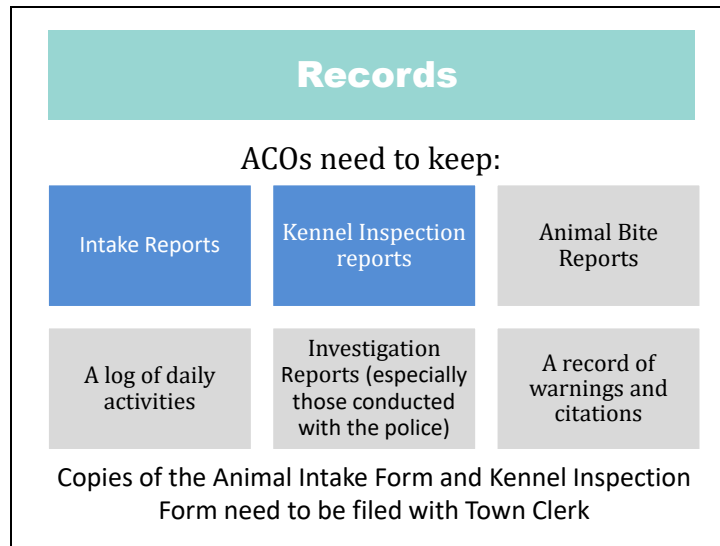 Records
ACOs need to keep:
Intake Reports
Kennel Inspection
reports
Animal Bite
Reports
A log of daily
activities
Investigation
Reports (especially
those conducted
with the police)
A record of
warnings and
citations
Copies of the Animal Intake Form and Kennel Inspection
Form need to be filed with Town Clerk